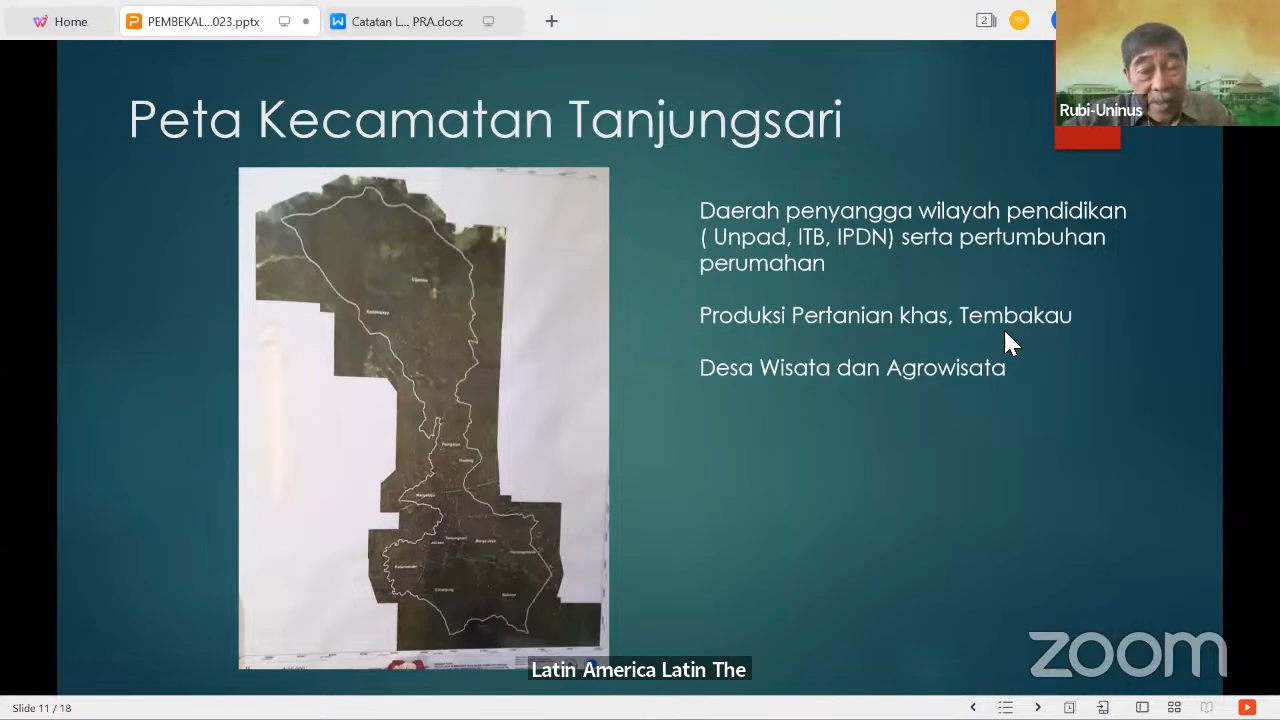 Home
PEMBEKAL...023.pptx
Catatan L... PRA.docx
2
98
Rubi-Uninus
Peta Kecamatan Tanjungsari
Daerah penyangga wilayah pendidikan
( Unpad, ITB, IPDN) serta pertumbuhan
perumahan
Produksi Pertanian khas, Tembakau
Desa Wisata dan Agrowisata
zoom
Latin America Latin The
Slide 11 / 18